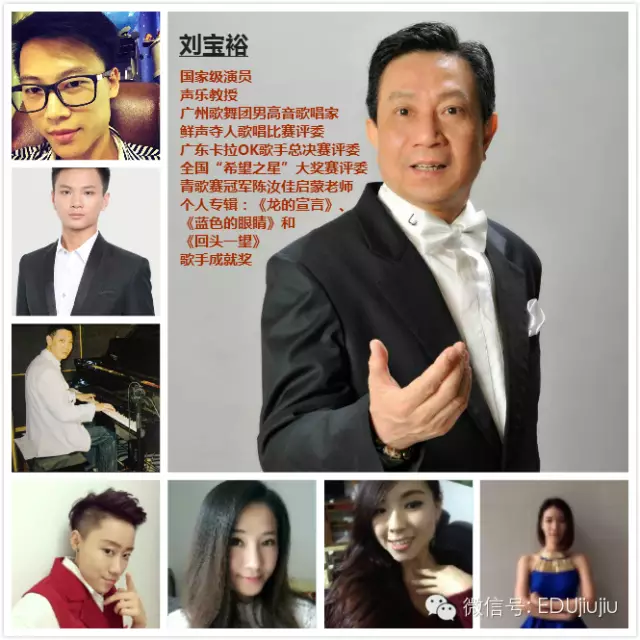 刘宝裕
国家级演员
声乐教授
广州歌舞团男高音歌唱家
鲜声夺人歌唱比赛评委
广东卡拉OK歌手总决赛评委
全国“希望之星”大奖赛评委
青歌赛冠军陈汝佳启蒙老师
个人专辑：《龙的宣言》、
《蓝色的眼睛》和
《回头一望》
歌手成就奖
微信号: EDUjiujiu